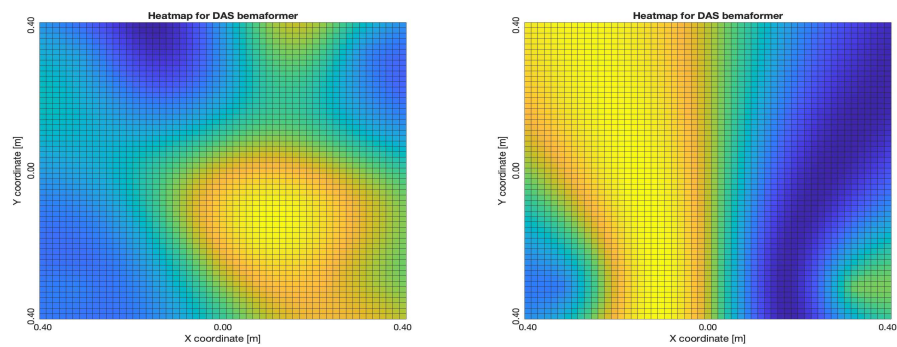 Heatmap for DAS bemaformer
0.40
Y coordinate [m]
0.00
0.40
0.40 0.00 0.40
X coordinate [m]
Heatmap for DAS bemaformer
0.40
Y coordinate [m]
0.00
0.40
0.40 0.00 0.40
X coordinate [m]